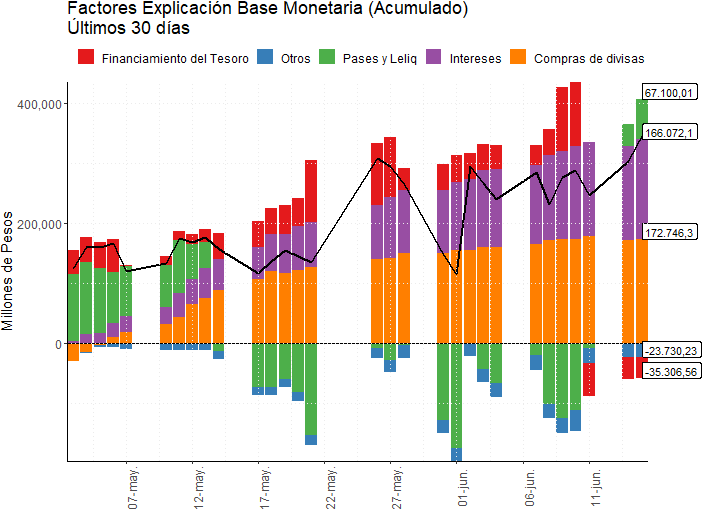 Factores Explicación Base Monetaria (Acumulado)
Últimos 30 días
Financiamiento del Tesoro Otros Pases y Leliq Intereses Compras de divisas
Millones de Pesos
400,000
200,000
0
67.100,01
166.072,1
172.746,3
-23.730,23
-35.306,56
07-may.
12-may.
17-may.
22-may.
27-may.
01-jun.
06-jun.
11-jun.